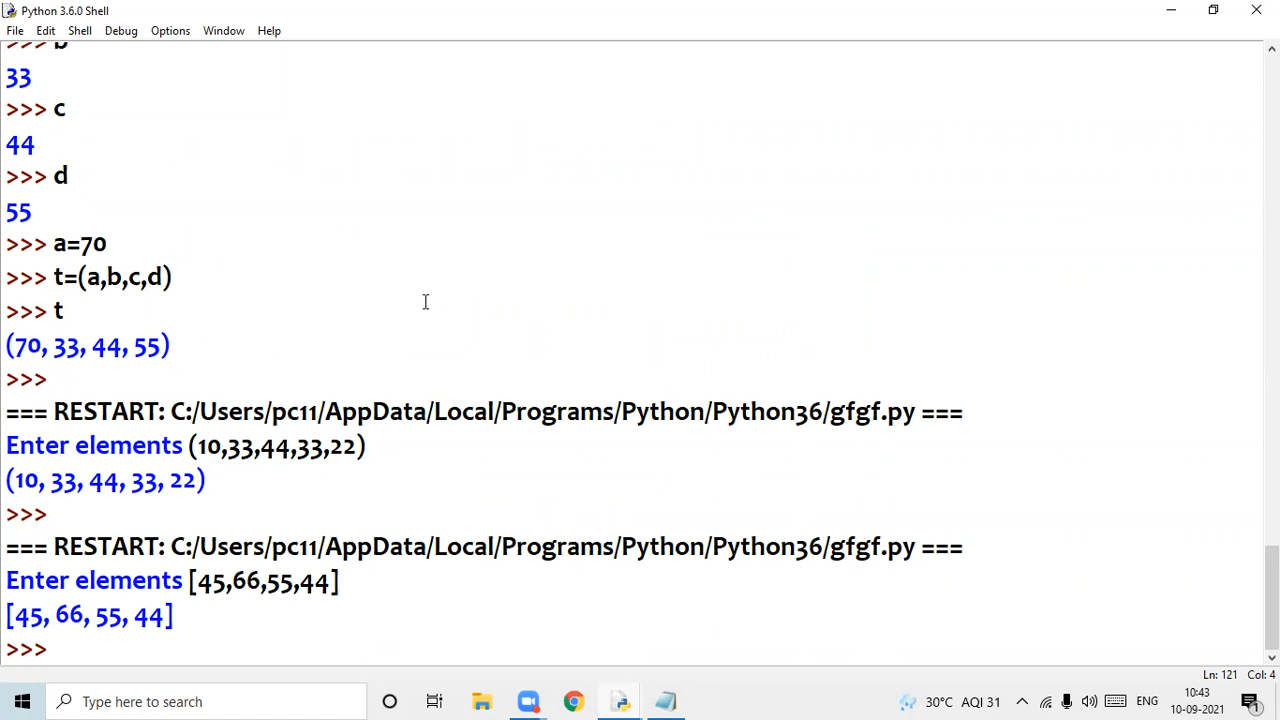 Python 3.6.0 Shell
File Edit Shell Debug Options Window Help
>>> b
33
>>> c
44
>>> d
55
>>> a=70
>>> t=(a,b,c,d)
>>> t
(70, 33, 44, 55)
>>>
=== RESTART: C:/Users/pc11/AppData/Local/Programs/Python/Python36/gfgf.py ===
Enter elements (10,33,44,33,22)
(10, 33, 44, 33, 22)
>>>
=== RESTART: C:/Users/pc11/AppData/Local/Programs/Python/Python36/gfgf.py ===
Enter elements [45,66,55,44]
[45, 66, 55, 44]
>>>
Ln: 121 Col: 4
Type here to search
30°C AQI 31
ENG
10:43
10-09-2021
1